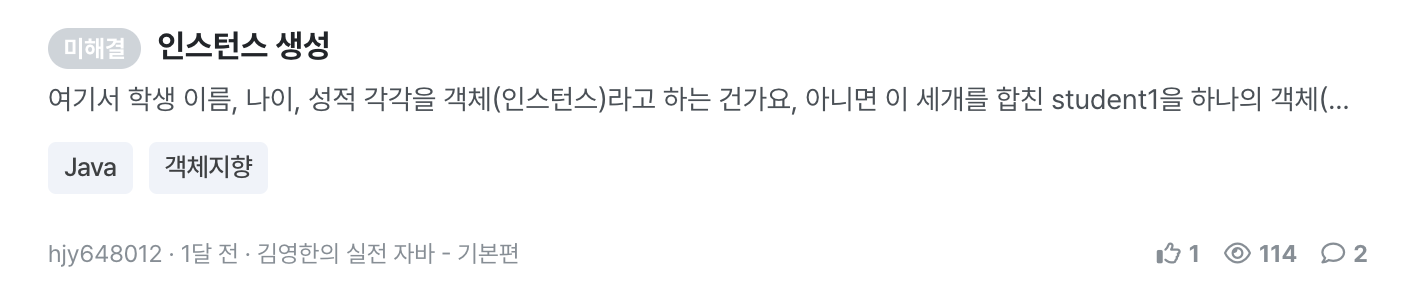 미해결 인스턴스 생성
여기서 학생 이름, 나이, 성적 각각을 객체(인스턴스)라고 하는 건가요, 아니면 이 세개를 합친 student1을 하나의 객체(...
Java 객체지향
hjy648012 · 1달 전 · 김영한의 실전 자바 - 기본편 1 114 2